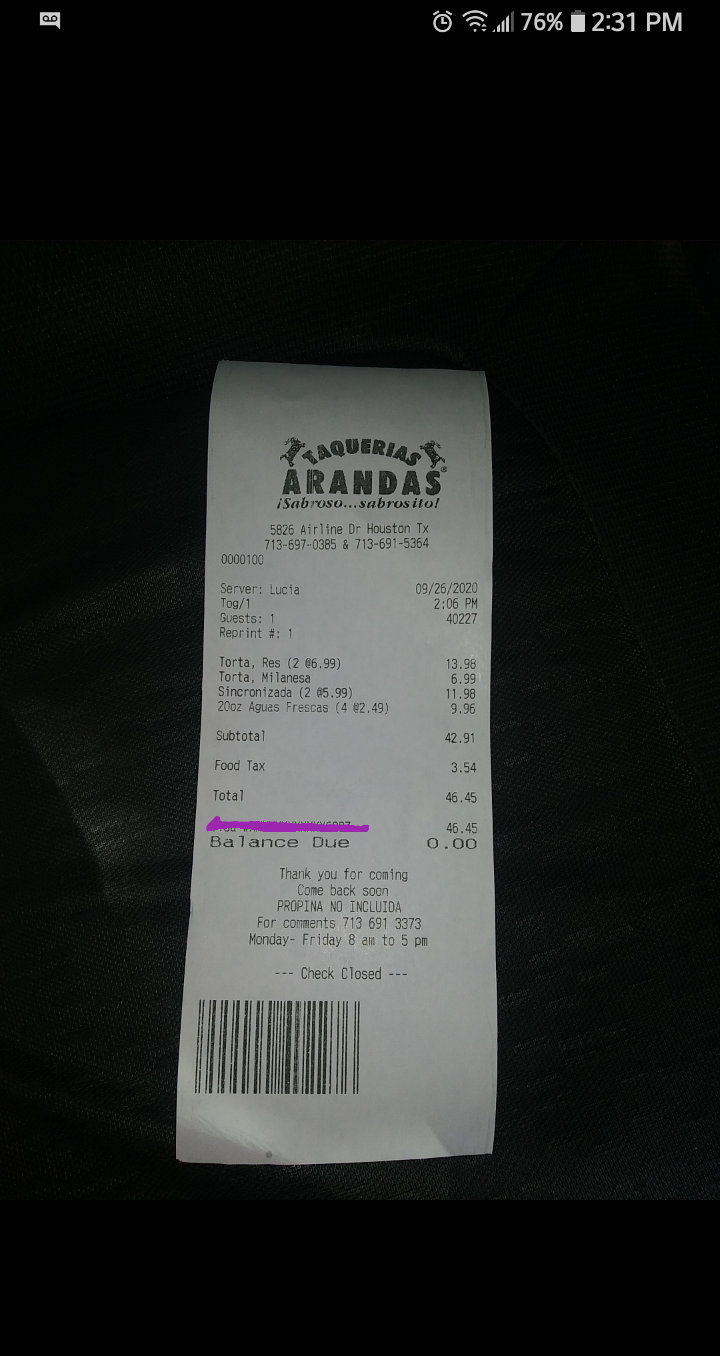 76% 2:31 PM
TAQUERIAS
ARANDAS®
¡Sabroso...sabrosito!
5826 Airline Dr Houston Tx
713-697-0385 & 713-691-5364
0000100
Server: Lucia 09/26/2020
Tog/1 2:06 PM
Guests: 1 40227
Reprint #: 1
Torta, Res (2 @6.99) 13.98
Torta, Milanesa 6.99
Sincronizada (2 @5.99) 11.98
20oz Aguas Frescas (4 @2.49) 9.96
Subtotal 42.91
Food Tax 3.54
Total 46.45
46.45
Balance Due 0.00
Thank you for coming
Come back soon
PROPINA NO INCLUIDA
For comments 713 691 3373
Monday- Friday 8 am to 5 pm
--- Check Closed ---